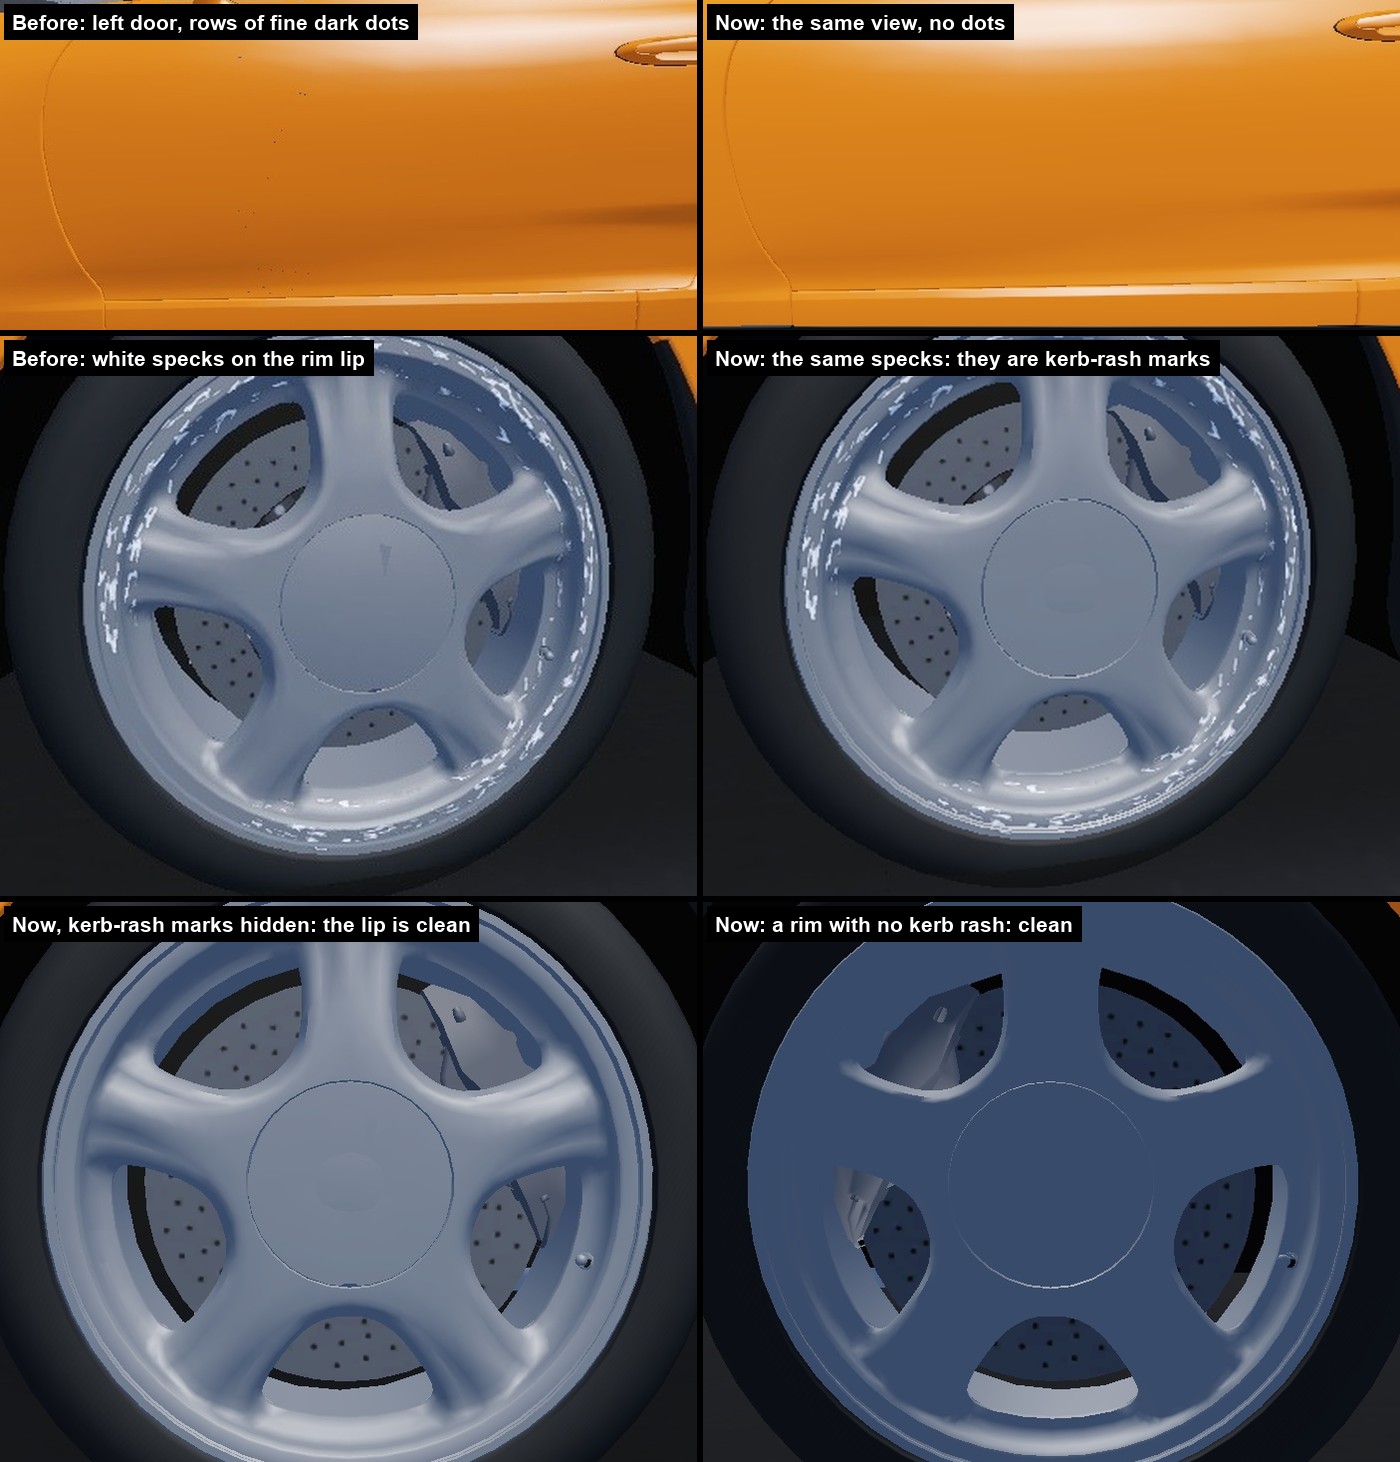 Before: left door, rows of fine dark dots
Now: the same view, no dots
Before: white specks on the rim lip
Now: the same specks: they are kerb-rash marks
Now, kerb-rash marks hidden: the lip is clean
Now: a rim with no kerb rash: clean